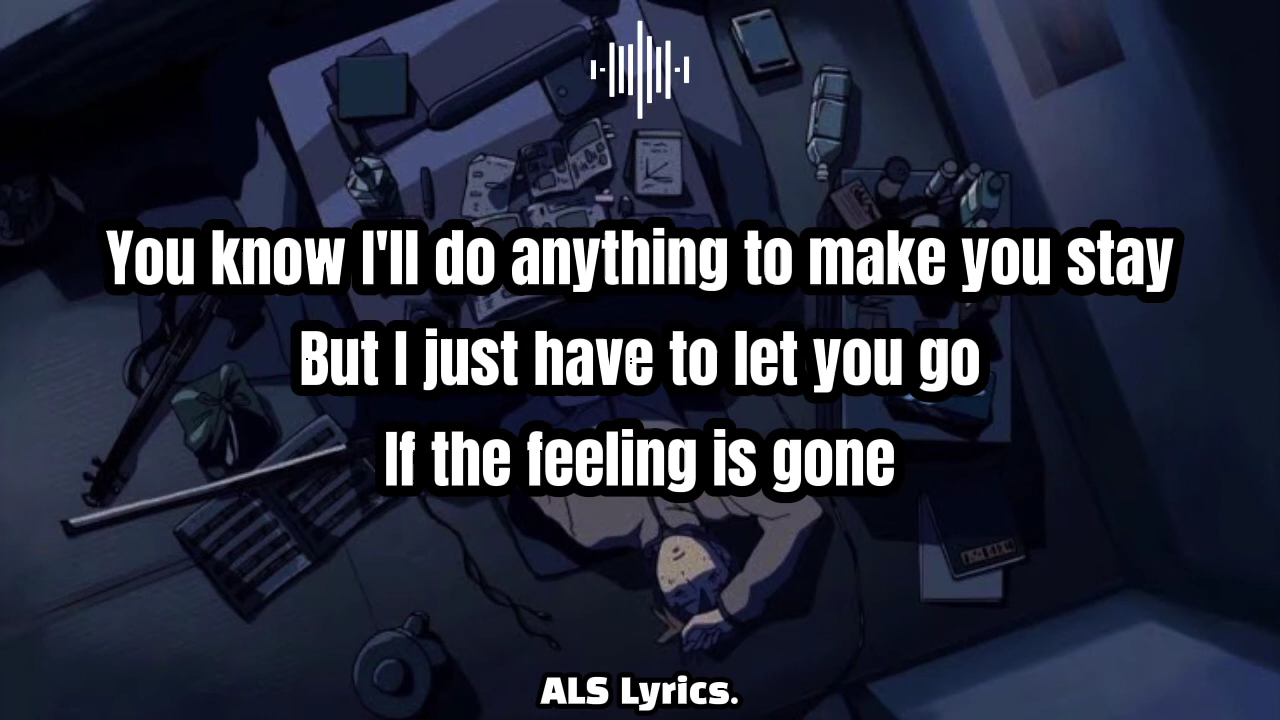 You know I'll do anything to make you stay
But I just have to let you go
If the feeling is gone
ALS Lyrics.